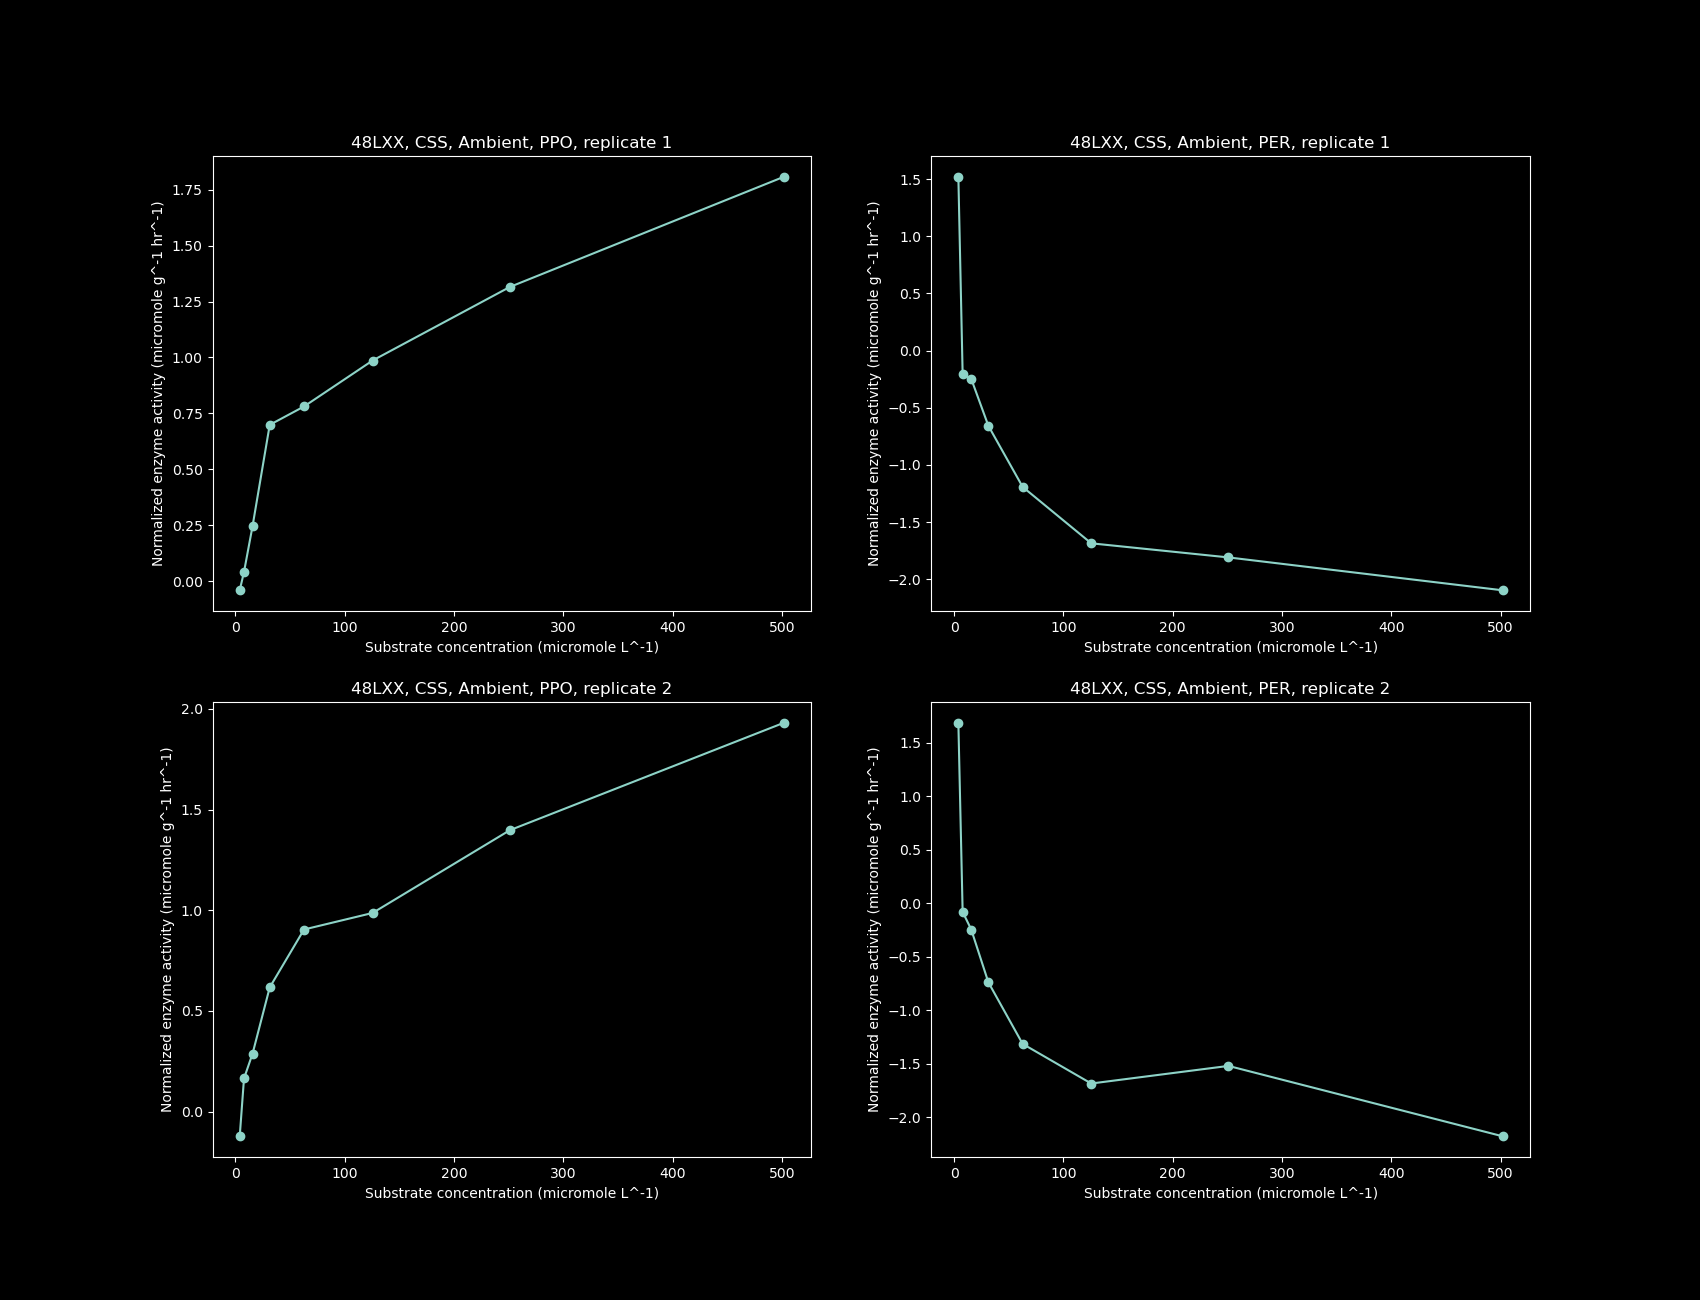 48LXX, CSS, Ambient, PPO, replicate 1
Normalized enzyme activity (micromole g^-1 hr^-1)
1.75
1.50
1.25
1.00
0.75
0.50
0.25
0.00
0 100 200 300 400 500
Substrate concentration (micromole L^-1)
48LXX, CSS, Ambient, PER, replicate 1
Normalized enzyme activity (micromole g^-1 hr^-1)
1.5
1.0
0.5
0.0
−0.5
−1.0
−1.5
−2.0
0 100 200 300 400 500
Substrate concentration (micromole L^-1)
48LXX, CSS, Ambient, PPO, replicate 2
Normalized enzyme activity (micromole g^-1 hr^-1)
2.0
1.5
1.0
0.5
0.0
0 100 200 300 400 500
Substrate concentration (micromole L^-1)
48LXX, CSS, Ambient, PER, replicate 2
Normalized enzyme activity (micromole g^-1 hr^-1)
1.5
1.0
0.5
0.0
−0.5
−1.0
−1.5
−2.0
0 100 200 300 400 500
Substrate concentration (micromole L^-1)